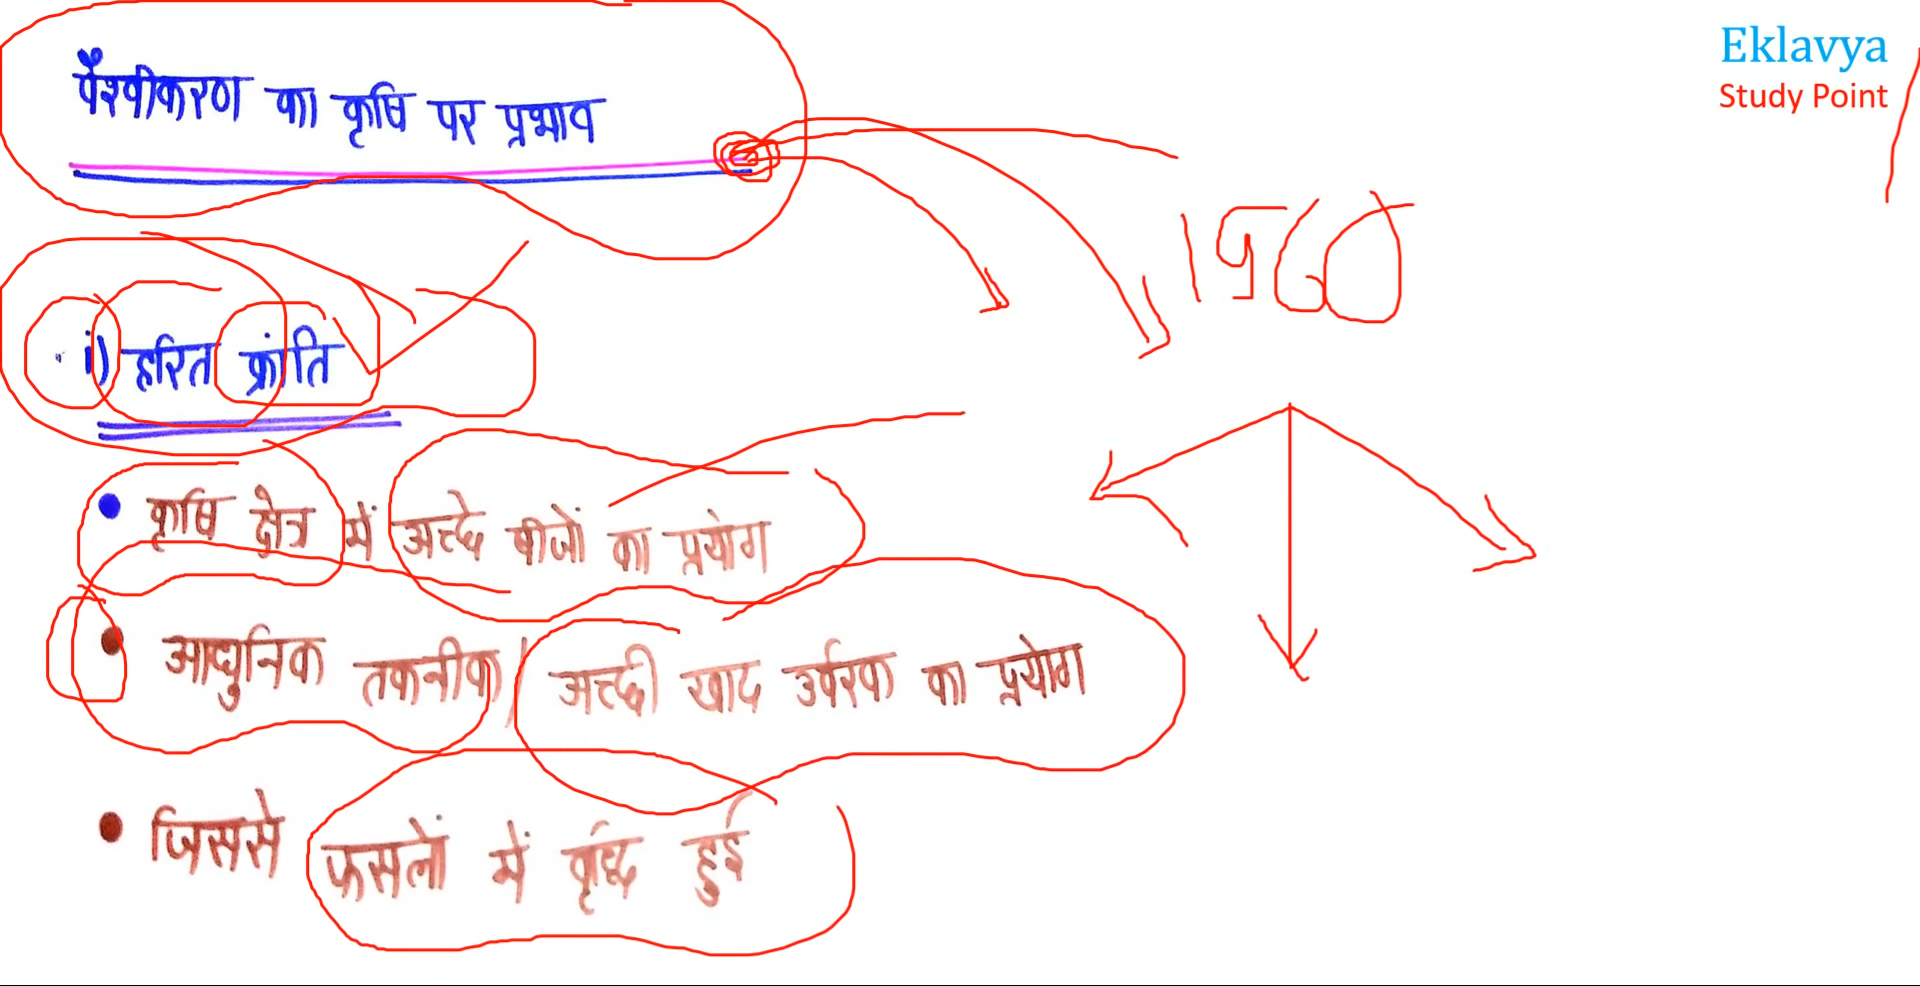 वैश्वीकरण का कृषि पर प्रभाव
Eklavya
Study Point
1960
i) हरित क्रांति
कृषि क्षेत्र में अच्छे बीजों का प्रयोग
आधुनिक तकनीक / अच्छी खाद उर्वरक का प्रयोग
जिससे फसलों में वृद्धि हुई